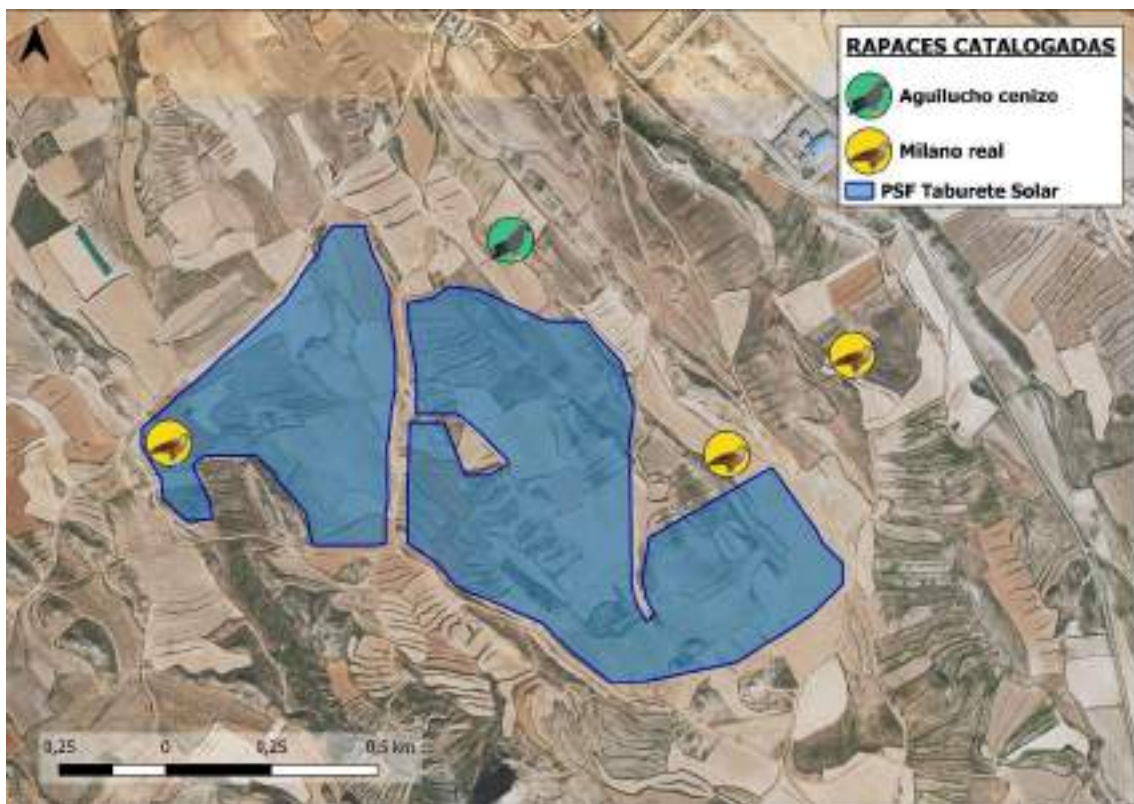 RAPACES CATALOGADAS
Aguilucho cenizo
Milano real
PSF Taburete Solar
0,25 0 0,25 0,5 km